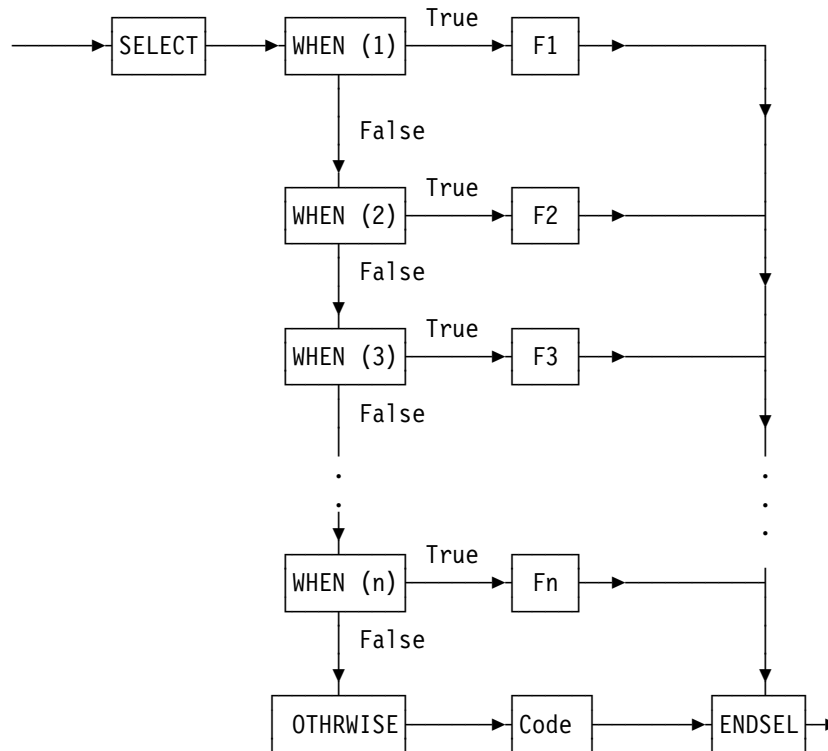 True
SELECT WHEN (1) F1
False
True
WHEN (2) F2
False
True
WHEN (3) F3
False
True
WHEN (n) Fn
False
OTHRWISE Code ENDSEL